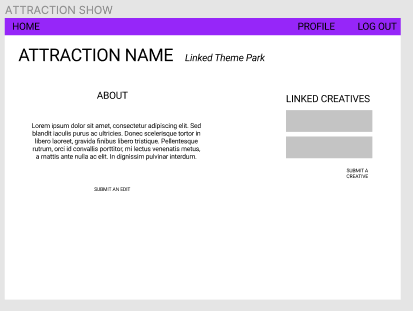 ATTRACTION SHOW
HOME PROFILE LOG OUT
ATTRACTION NAME Linked Theme Park
ABOUT
Lorem ipsum dolor sit amet, consectetur adipiscing elit. Sed
blandit iaculis purus ac ultricies. Donec scelerisque tortor in
libero laoreet, gravida finibus libero tristique. Pellentesque
rutrum, orci id convallis porttitor, mi lectus venenatis metus,
a mattis ante nulla ac elit. In dignissim pulvinar interdum.
SUBMIT AN EDIT
LINKED CREATIVES
SUBMIT A
CREATIVE